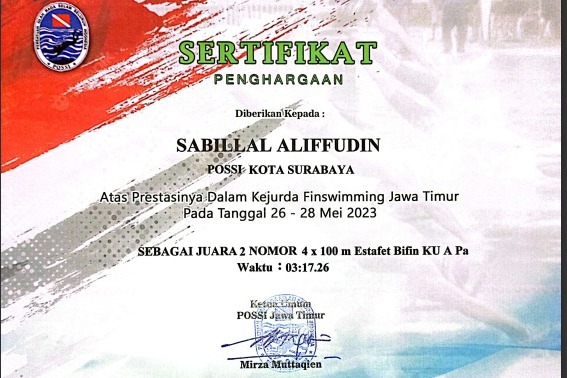 POSSI
SERTIFIKAT
PENGHARGAAN
Diberikan Kepada :
SABILLAL ALIFFUDIN
POSSI KOTA SURABAYA
Atas Prestasinya Dalam Kejurda Finswimming Jawa Timur
Pada Tanggal 26 - 28 Mei 2023
SEBAGAI JUARA 2 NOMOR 4 x 100 m Estafet Bifin KU A Pa
Waktu : 03:17.26
Ketua Umum
POSSI Jawa Timur
Mirza Muttaqien